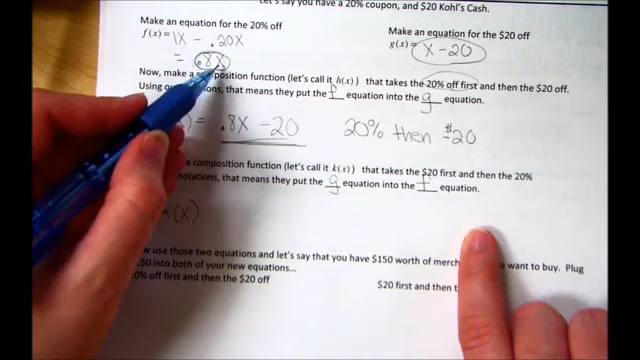 Let's say you have a 20% coupon, and $20 Kohl's Cash.
Make an equation for the 20% off
f(x) = 1X - .20X
= .8X
Make an equation for the $20 off
g(x) = X - 20
Now, make a composition function (let's call it h(x)) that takes the 20% off first and then the $20 off.
Using our notations, that means they put the f equation into the g equation.
) = .8X - 20 20% then - $20
a composition function (let's call it k(x)) that takes the $20 first and then the 20%
notations, that means they put the g equation into the f equation.
(X)
use those two equations and let's say that you have $150 worth of merch you want to buy. Plug
50 into both of your new equations...
0% off first and then the $20 off
$20 first and then t